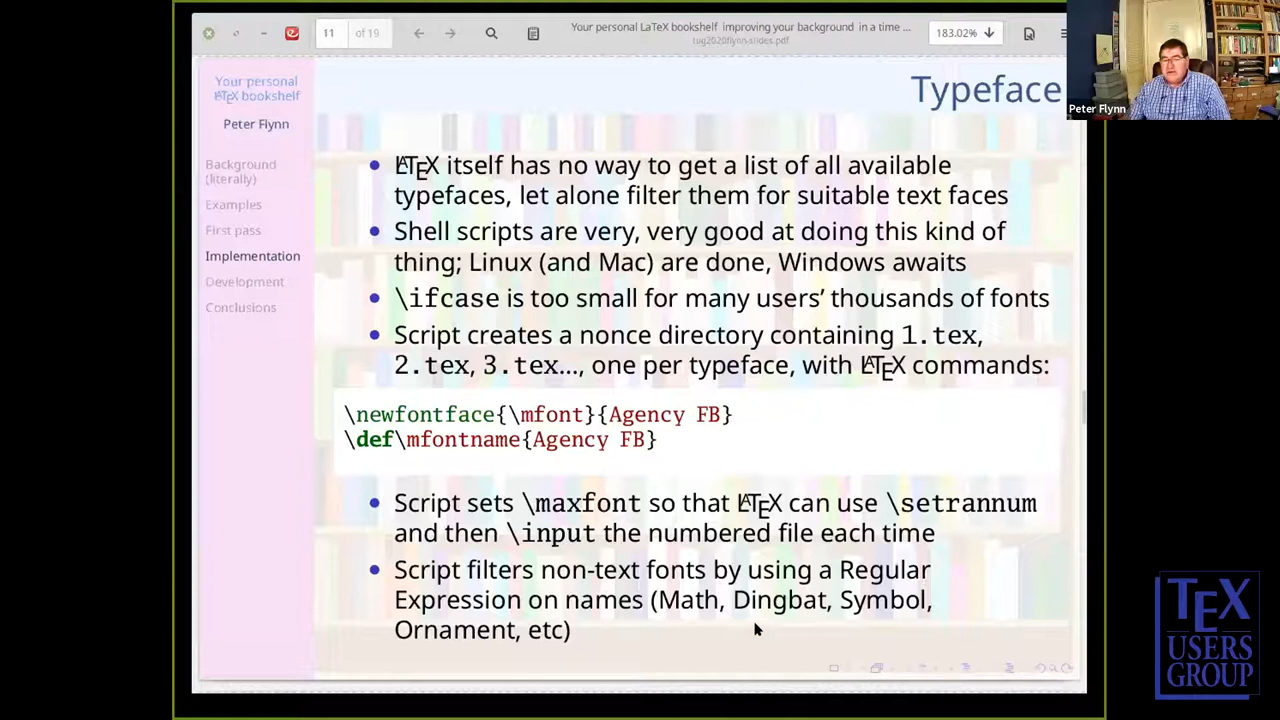 11 of 19
Your personal LaTeX bookshelf improving your background in a time ...
tug2020flynn-slides.pdf
183.02%
Peter Flynn
Your personal
LATEX bookshelf
Peter Flynn
Background
(literally)
Examples
First pass
Implementation
Development
Conclusions
Typeface
• LATEX itself has no way to get a list of all available
typefaces, let alone filter them for suitable text faces
• Shell scripts are very, very good at doing this kind of
thing; Linux (and Mac) are done, Windows awaits
• \ifcase is too small for many users’ thousands of fonts
• Script creates a nonce directory containing 1.tex,
2.tex, 3.tex…, one per typeface, with LATEX commands:
\newfontface{\mfont}{Agency FB}
\def\mfontname{Agency FB}
• Script sets \maxfont so that LATEX can use \setrannum
and then \input the numbered file each time
• Script filters non-text fonts by using a Regular
Expression on names (Math, Dingbat, Symbol,
Ornament, etc)
TEX
USERS
GROUP